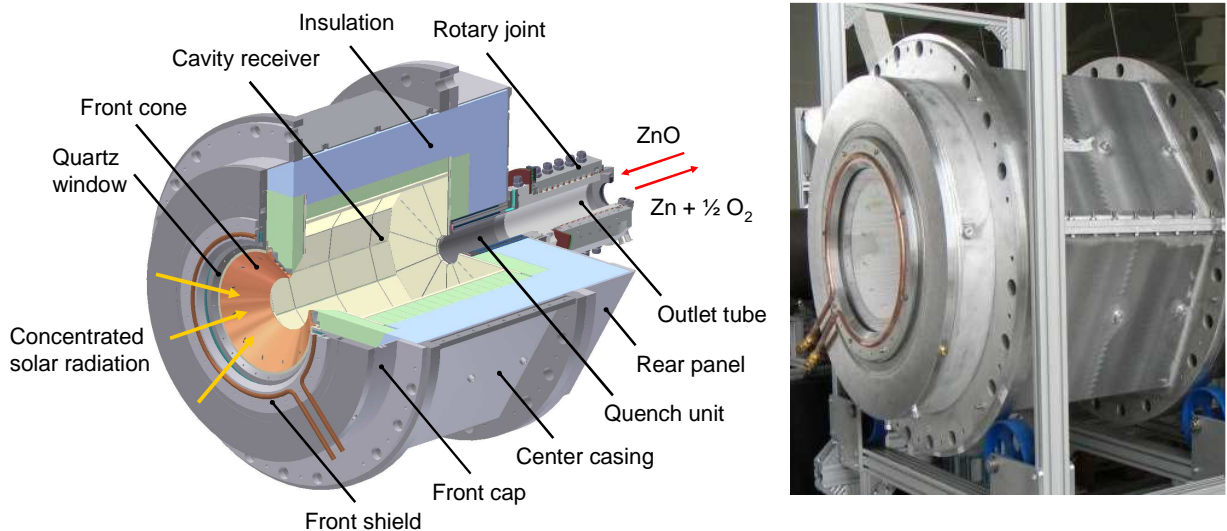 Insulation
Rotary joint
Cavity receiver
Front cone
ZnO
Quartz
window
Zn + ½ O₂
Outlet tube
Concentrated
solar radiation
Rear panel
Quench unit
Center casing
Front cap
Front shield